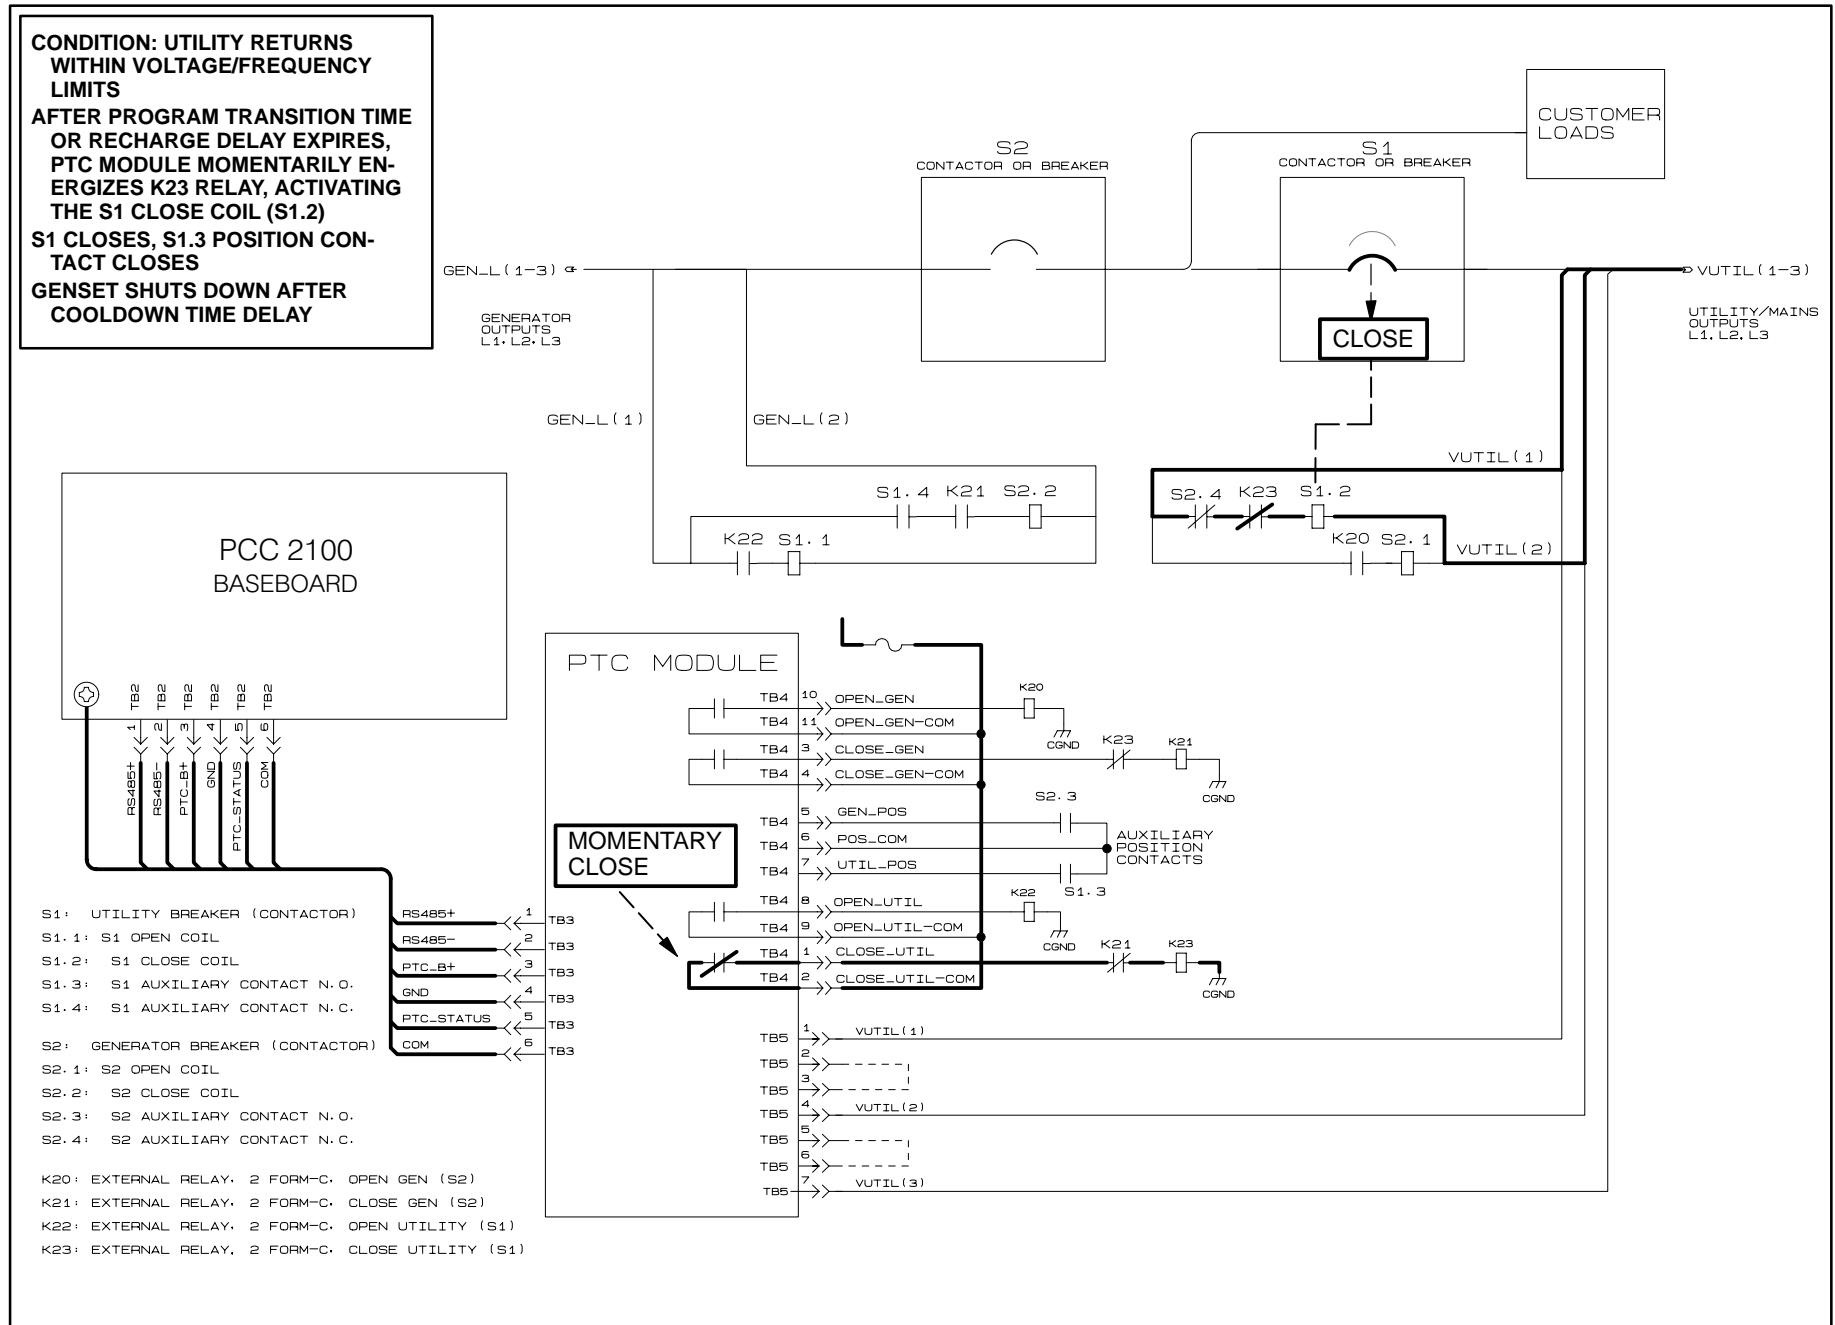 CONDITION: UTILITY RETURNS
WITHIN VOLTAGE/FREQUENCY
LIMITS
AFTER PROGRAM TRANSITION TIME
OR RECHARGE DELAY EXPIRES,
PTC MODULE MOMENTARILY EN-
ERGIZES K23 RELAY, ACTIVATING
THE S1 CLOSE COIL (S1.2)
S1 CLOSES, S1.3 POSITION CON-
TACT CLOSES
GENSET SHUTS DOWN AFTER
COOLDOWN TIME DELAY
CUSTOMER
LOADS
S2
CONTACTOR OR BREAKER
S1
CONTACTOR OR BREAKER
GEN_L(1-3)
GENERATOR
OUTPUTS
L1, L2, L3
CLOSE
VUTIL(1-3)
UTILITY/MAINS
OUTPUTS
L1, L2, L3
GEN_L(1)
GEN_L(2)
VUTIL(1)
S1.4 K21 S2.2
S2.4 K23 S1.2
K22 S1.1
K20 S2.1
VUTIL(2)
PCC 2100
BASEBOARD
TB2 TB2 TB2 TB2 TB2 TB2
1 2 3 4 5 6
RS485+
RS485-
PTC_B+
GND
PTC_STATUS
COM
PTC MODULE
TB4 10 OPEN_GEN
K20
CGND
TB4 11 OPEN_GEN-COM
TB4 3 CLOSE_GEN
K23 K21
CGND
TB4 4 CLOSE_GEN-COM
TB4 5 GEN_POS
S2.3
TB4 6 POS_COM
AUXILIARY
POSITION
CONTACTS
TB4 7 UTIL_POS
S1.3
MOMENTARY
CLOSE
TB4 8 OPEN_UTIL
K22
CGND
TB4 9 OPEN_UTIL-COM
TB4 1 CLOSE_UTIL
K21 K23
CGND
TB4 2 CLOSE_UTIL-COM
RS485+ 1 TB3
RS485- 2 TB3
PTC_B+ 3 TB3
GND 4 TB3
PTC_STATUS 5 TB3
COM 6 TB3
TB5 1 VUTIL(1)
TB5 2
TB5 3
TB5 4 VUTIL(2)
TB5 5
TB5 6
TB5 7 VUTIL(3)
S1: UTILITY BREAKER (CONTACTOR)
S1.1: S1 OPEN COIL
S1.2: S1 CLOSE COIL
S1.3: S1 AUXILIARY CONTACT N.O.
S1.4: S1 AUXILIARY CONTACT N.C.
S2: GENERATOR BREAKER (CONTACTOR)
S2.1: S2 OPEN COIL
S2.2: S2 CLOSE COIL
S2.3: S2 AUXILIARY CONTACT N.O.
S2.4: S2 AUXILIARY CONTACT N.C.
K20: EXTERNAL RELAY, 2 FORM-C, OPEN GEN (S2)
K21: EXTERNAL RELAY, 2 FORM-C, CLOSE GEN (S2)
K22: EXTERNAL RELAY, 2 FORM-C, OPEN UTILITY (S1)
K23: EXTERNAL RELAY, 2 FORM-C, CLOSE UTILITY (S1)